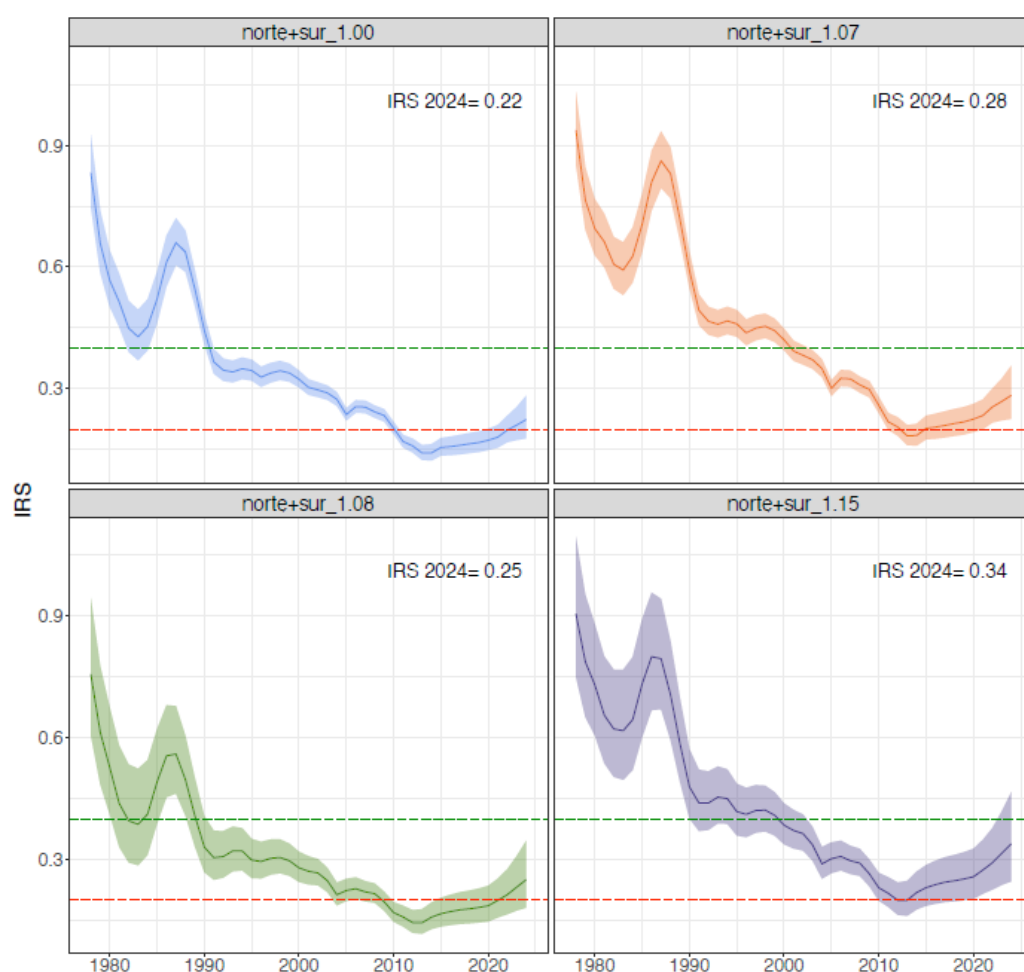 norte+sur_1.00
norte+sur_1.07
IRS 2024= 0.22
IRS 2024= 0.28
0.9
0.6
0.3
IRS
norte+sur_1.08
norte+sur_1.15
IRS 2024= 0.25
IRS 2024= 0.34
0.9
0.6
0.3
1980 1990 2000 2010 2020
1980 1990 2000 2010 2020